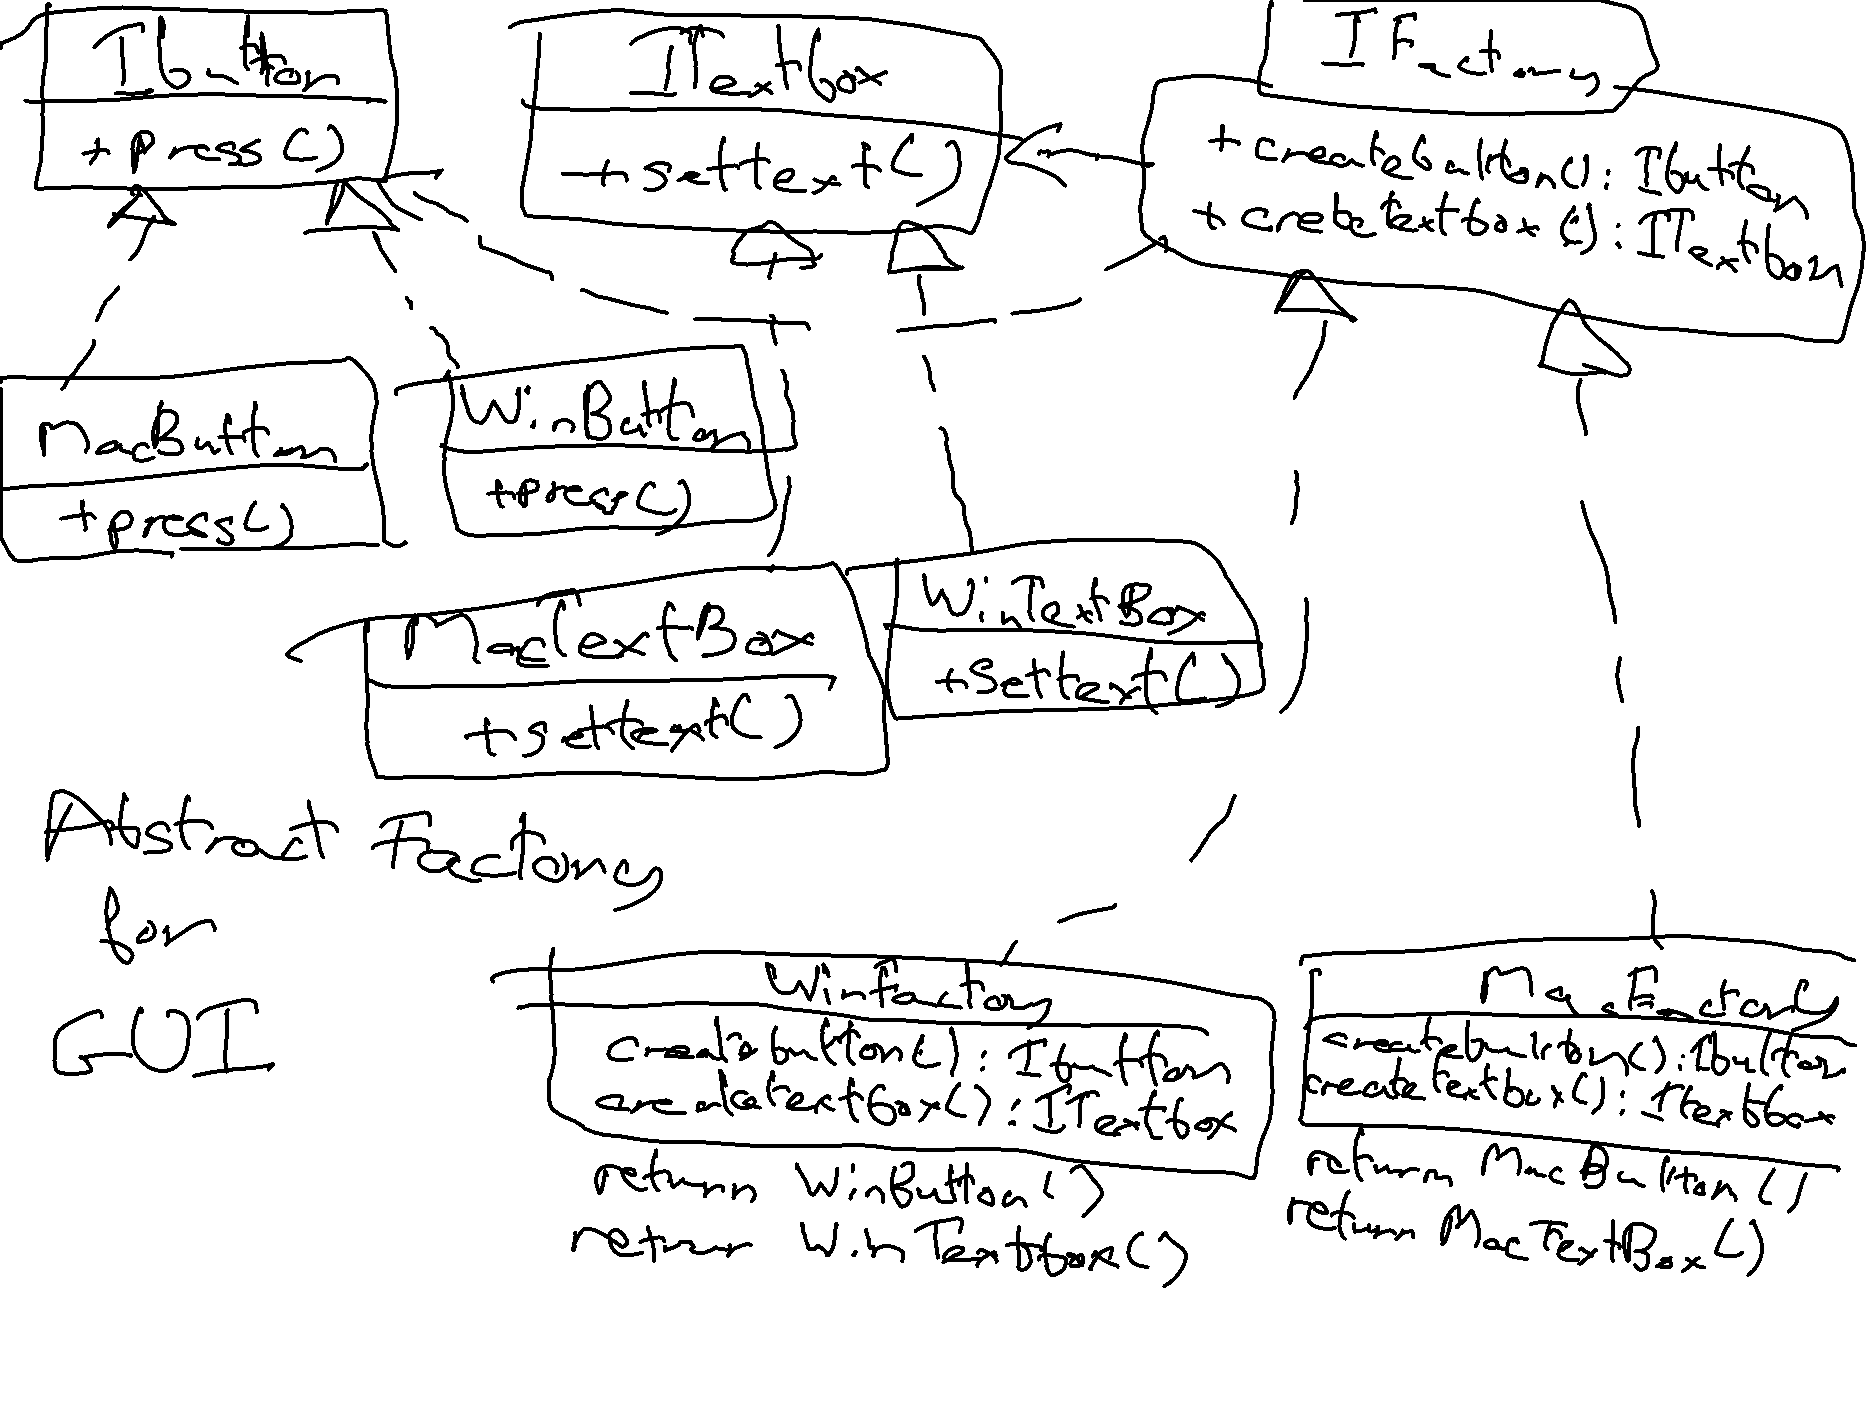 Ibutton
+ press()
ITextbox
+ settext()
IFactory
+ createbutton(): Ibutton
+ createtextbox(): ITextbox
MacButton
+ press()
WinButton
+ press()
MacTextBox
+ settext()
WinTextBox
+ Settext()
Abstract Factory
for
GUI
WinFactory
createbutton(): Ibutton
createtextbox(): ITextbox
return WinButton()
return WinTextbox()
MacFactory
createbutton(): Ibutton
createtextbox(): Itextbox
return MacButton()
return MacTextBox()